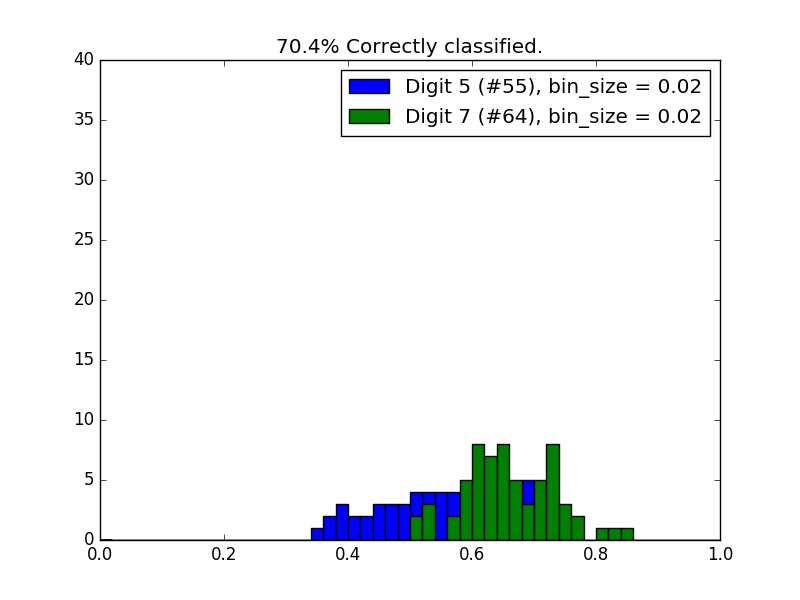 70.4% Correctly classified.
Digit 5 (#55), bin_size = 0.02
Digit 7 (#64), bin_size = 0.02
40
35
30
25
20
15
10
5
0
0.0 0.2 0.4 0.6 0.8 1.0